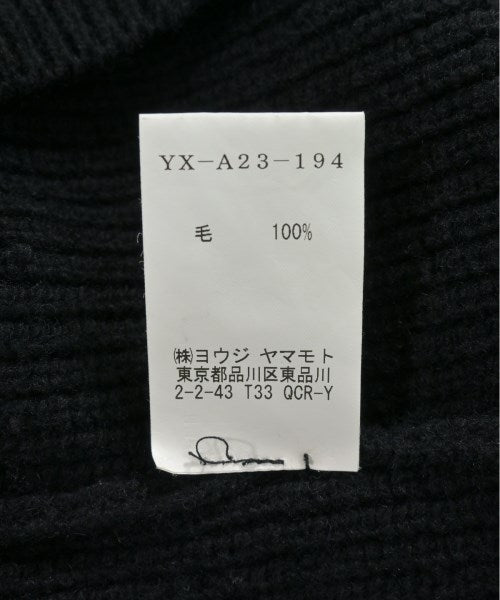 YX-A23-194
毛 100%
㈱ヨウジ ヤマモト
東京都品川区東品川
2-2-43 T33 QCR-Y